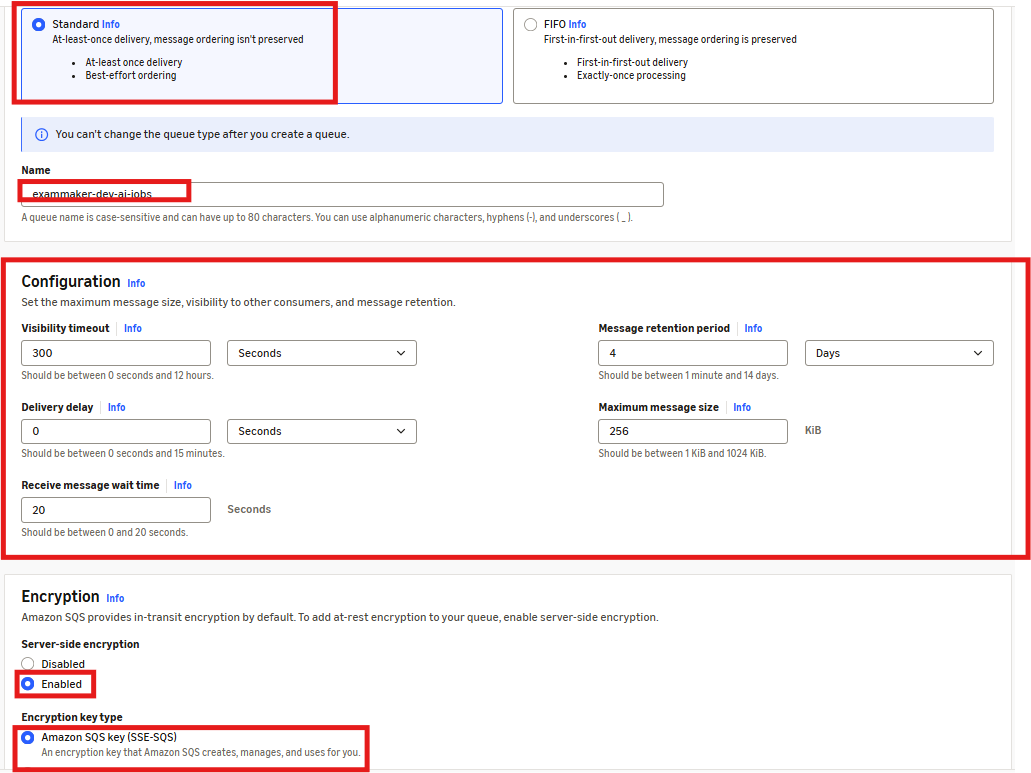 Standard Info
At-least-once delivery, message ordering isn't preserved
At-least once delivery
Best-effort ordering
FIFO Info
First-in-first-out delivery, message ordering is preserved
First-in-first-out delivery
Exactly-once processing
You can't change the queue type after you create a queue.
Name
exammaker-dev-ai-jobs
A queue name is case-sensitive and can have up to 80 characters. You can use alphanumeric characters, hyphens (-), and underscores ( _ ).
Configuration Info
Set the maximum message size, visibility to other consumers, and message retention.
Visibility timeout Info
300 Seconds
Should be between 0 seconds and 12 hours.
Message retention period Info
4 Days
Should be between 1 minute and 14 days.
Delivery delay Info
0 Seconds
Should be between 0 seconds and 15 minutes.
Maximum message size Info
256 KiB
Should be between 1 KiB and 1024 KiB.
Receive message wait time Info
20 Seconds
Should be between 0 and 20 seconds.
Encryption Info
Amazon SQS provides in-transit encryption by default. To add at-rest encryption to your queue, enable server-side encryption.
Server-side encryption
Disabled
Enabled
Encryption key type
Amazon SQS key (SSE-SQS)
An encryption key that Amazon SQS creates, manages, and uses for you.